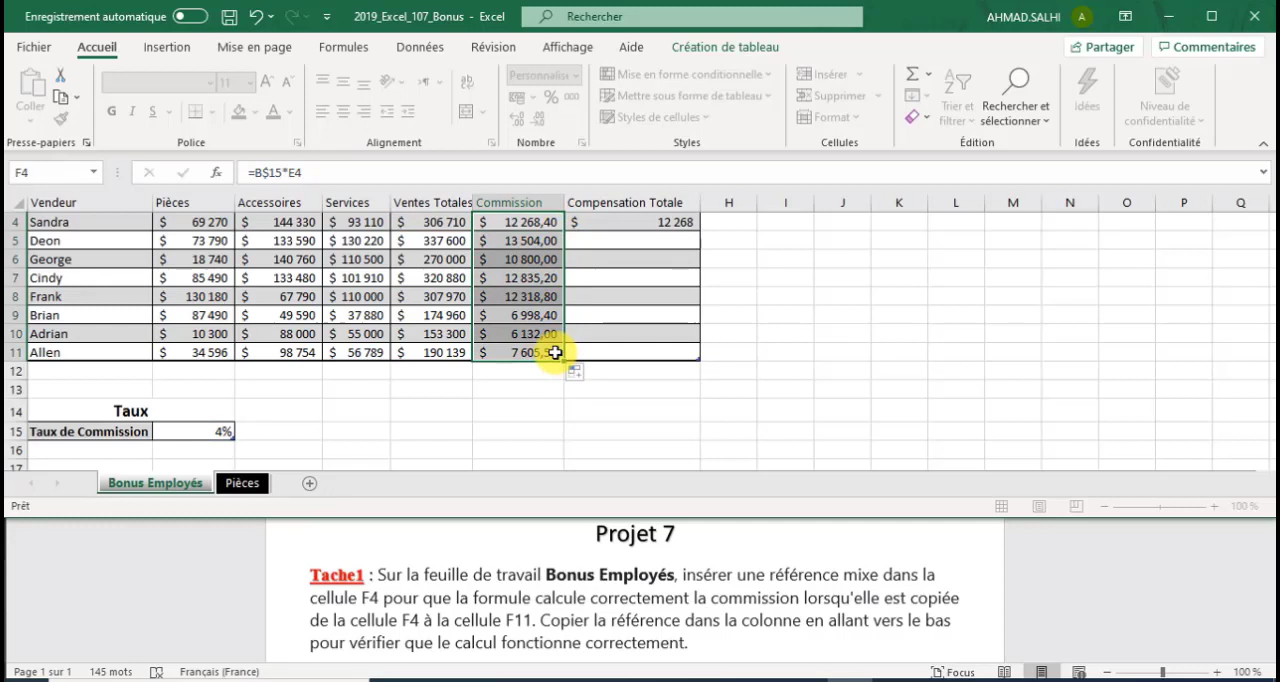 Enregistrement automatique 2019_Excel_107_Bonus - Excel Rechercher AHMAD.SALHI A
Fichier Accueil Insertion Mise en page Formules Données Révision Affichage Aide Création de tableau Partager Commentaires
Coller 11 Personnalisé Mise en forme conditionnelle Insérer Trier et filtrer Rechercher et sélectionner Idées Niveau de confidentialité
G I S % 000 Mettre sous forme de tableau Supprimer
Styles de cellules Format
Presse-papiers Police Alignement Nombre Styles Cellules Édition Idées Confidentialité
F4 fx =B$15*E4
Vendeur Pièces Accessoires Services Ventes Totales Commission Compensation Totale H I J K L M N O P Q
4 Sandra $ 69 270 $ 144 330 $ 93 110 $ 306 710 $ 12 268,40 $ 12 268
5 Deon $ 73 790 $ 133 590 $ 130 220 $ 337 600 $ 13 504,00
6 George $ 18 740 $ 140 760 $ 110 500 $ 270 000 $ 10 800,00
7 Cindy $ 85 490 $ 133 480 $ 101 910 $ 320 880 $ 12 835,20
8 Frank $ 130 180 $ 67 790 $ 110 000 $ 307 970 $ 12 318,80
9 Brian $ 87 490 $ 49 590 $ 37 880 $ 174 960 $ 6 998,40
10 Adrian $ 10 300 $ 88 000 $ 55 000 $ 153 300 $ 6 132,00
11 Allen $ 34 596 $ 98 754 $ 56 789 $ 190 139 $
12
13
14 Taux
15 Taux de Commission 4%
16
17
Bonus Employés Pièces
Prêt 100 %
Projet 7
Tache1 : Sur la feuille de travail Bonus Employés, insérer une référence mixe dans la
cellule F4 pour que la formule calcule correctement la commission lorsqu'elle est copiée
de la cellule F4 à la cellule F11. Copier la référence dans la colonne en allant vers le bas
pour vérifier que le calcul fonctionne correctement.
Page 1 sur 1 145 mots Français (France) Focus 100 %